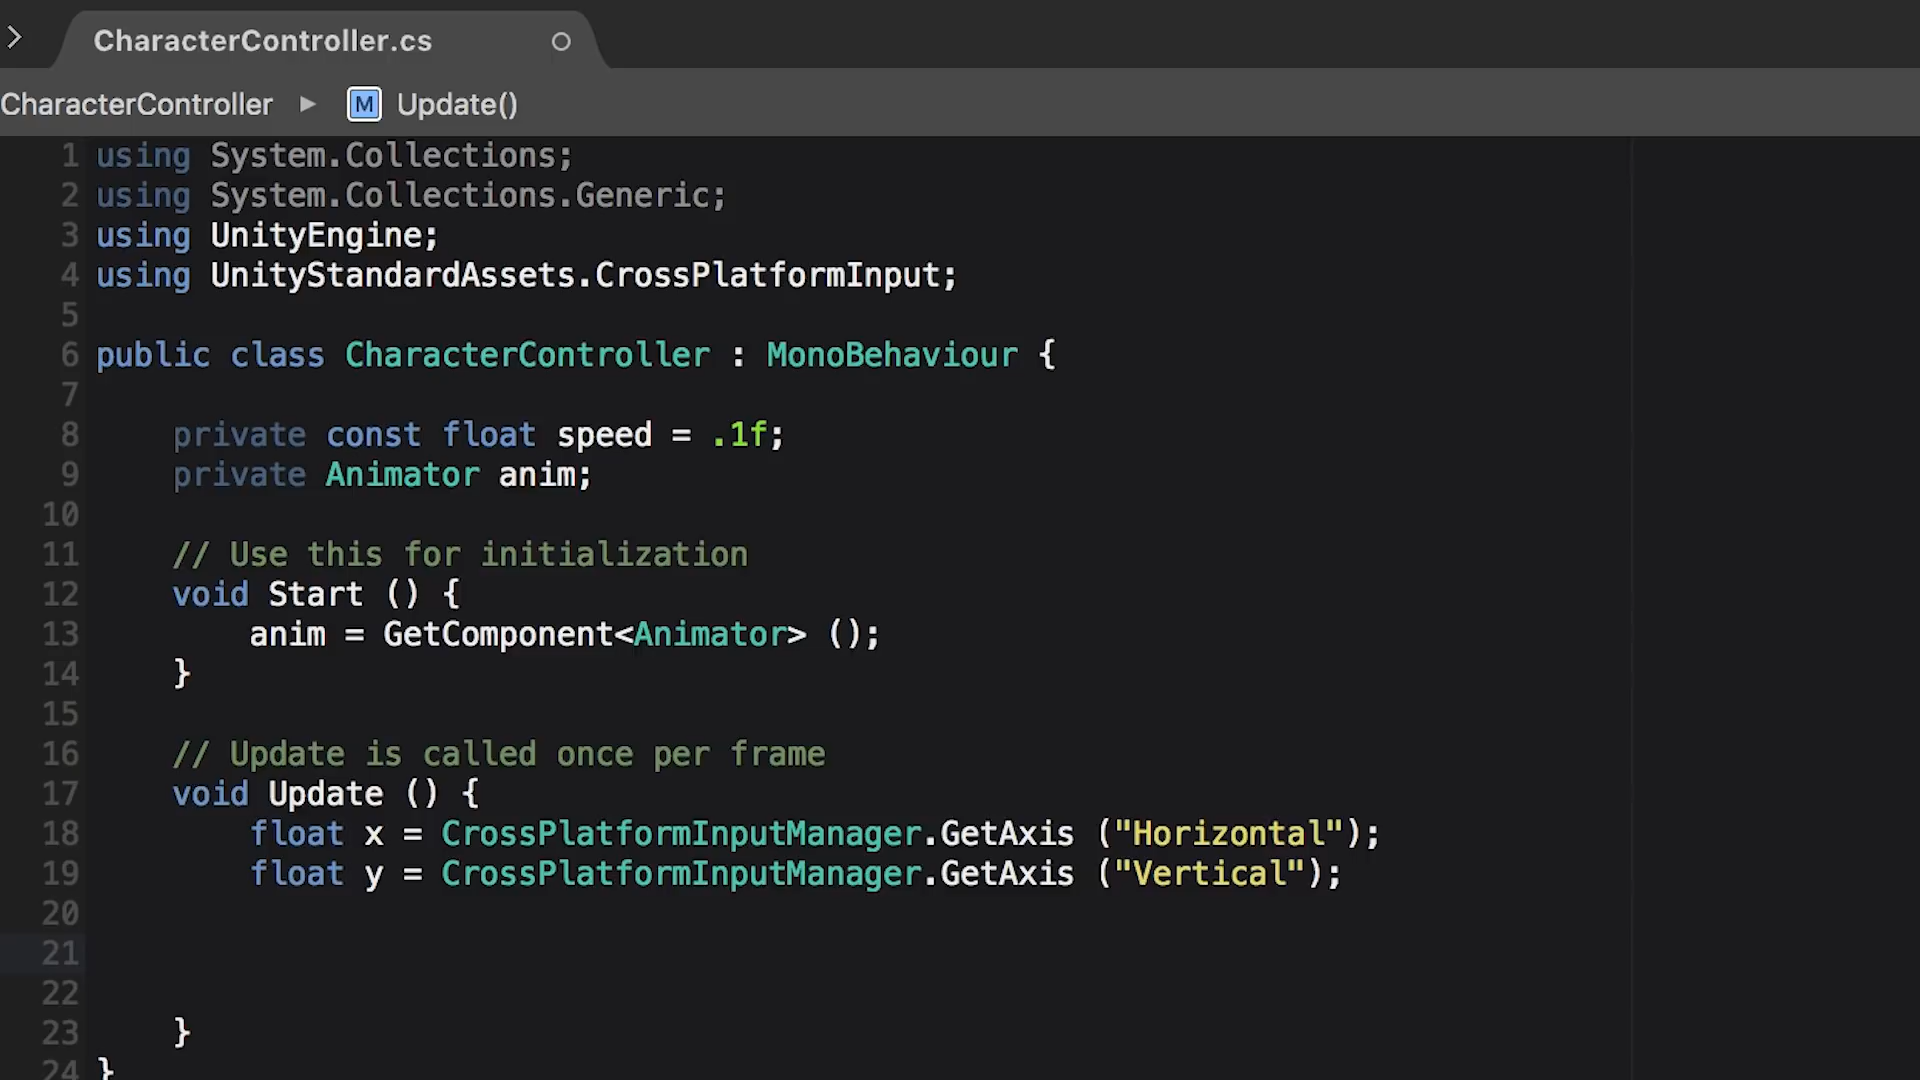 CharacterController.cs
CharacterController ▶ M Update()
1 using System.Collections;
2 using System.Collections.Generic;
3 using UnityEngine;
4 using UnityStandardAssets.CrossPlatformInput;
5
6 public class CharacterController : MonoBehaviour {
7
8 private const float speed = .1f;
9 private Animator anim;
10
11 // Use this for initialization
12 void Start () {
13 anim = GetComponent<Animator> ();
14 }
15
16 // Update is called once per frame
17 void Update () {
18 float x = CrossPlatformInputManager.GetAxis ("Horizontal");
19 float y = CrossPlatformInputManager.GetAxis ("Vertical");
20
21
22
23 }
24 }